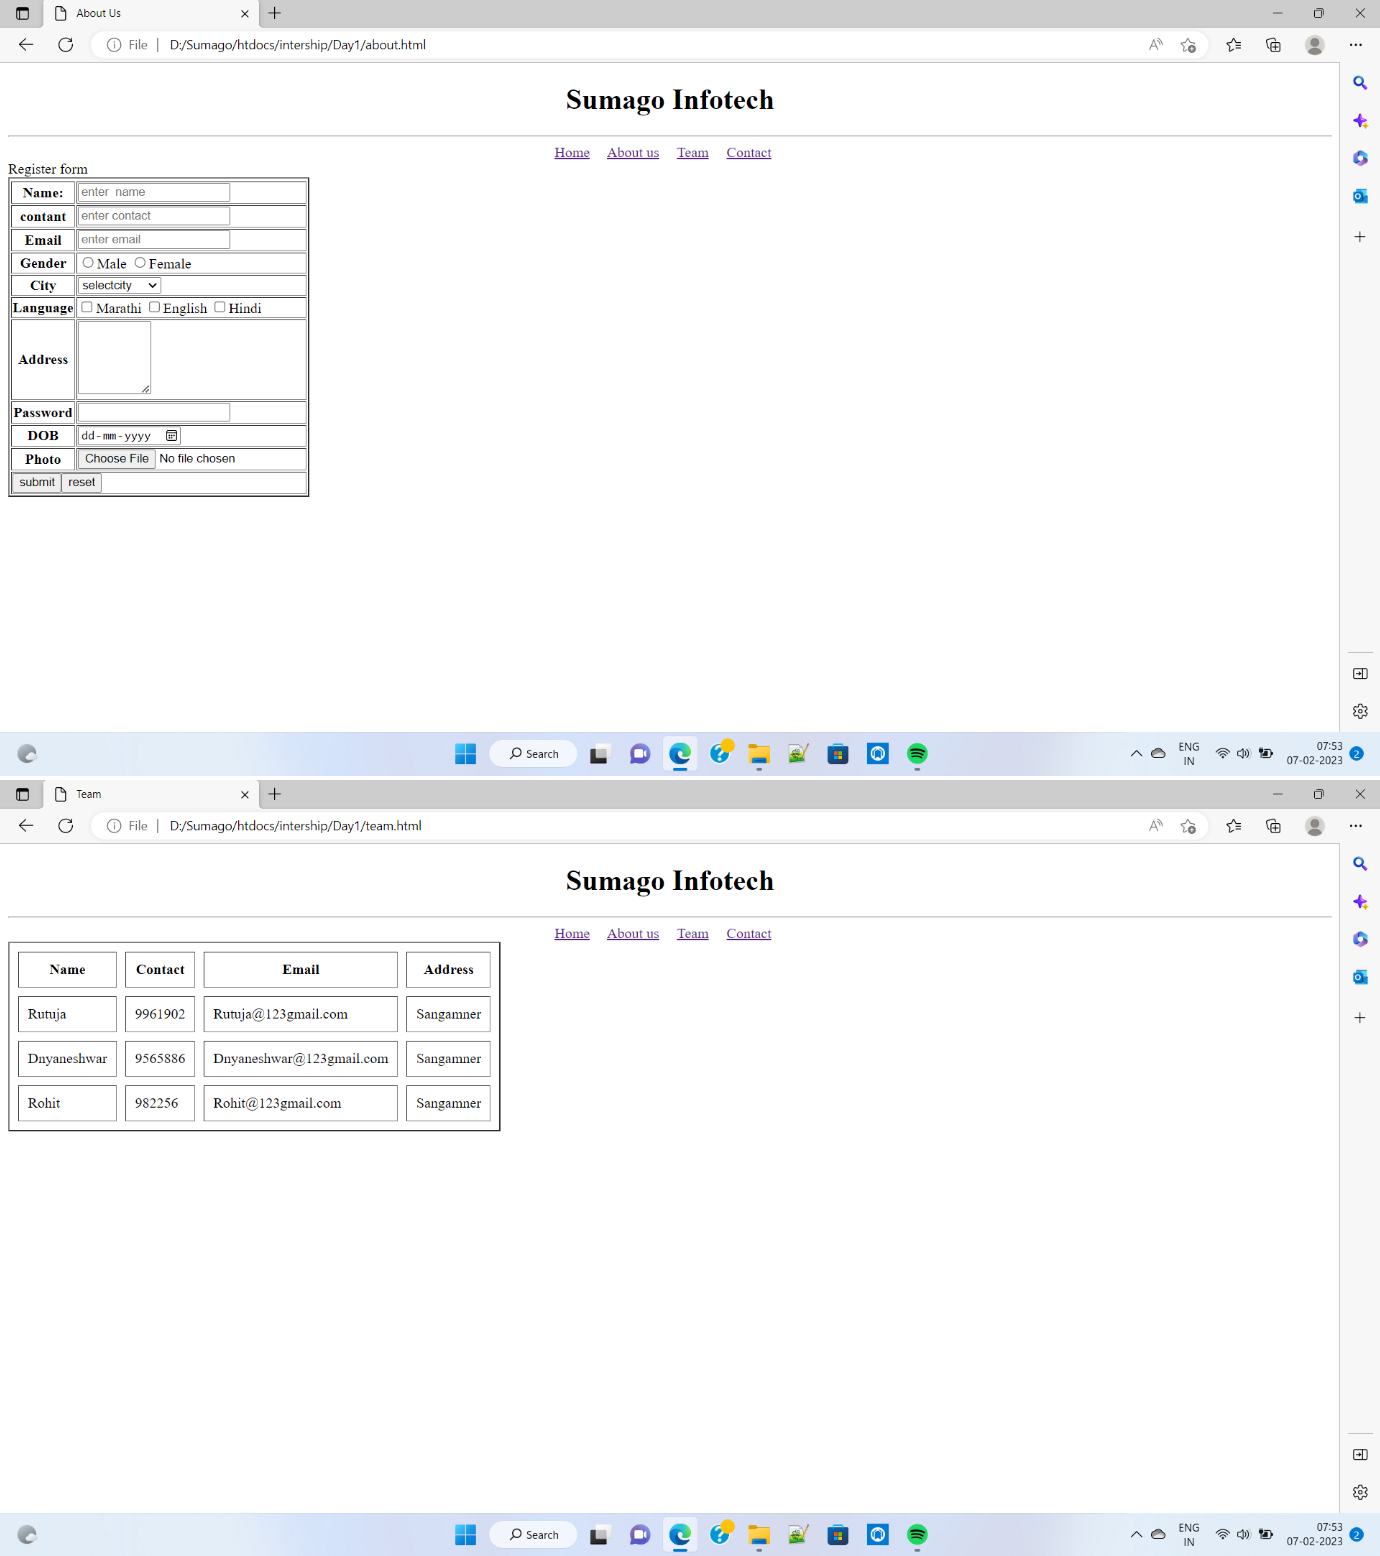 About Us
File | D:/Sumago/htdocs/intership/Day1/about.html
Sumago Infotech
Home About us Team Contact
Register form
Name: enter name
contant enter contact
Email enter email
Gender Male Female
City selectcity
Language Marathi English Hindi
Address
Password
DOB dd-mm-yyyy
Photo Choose File No file chosen
submit reset
Search
ENG
IN
07:53
07-02-2023
2
Team
File | D:/Sumago/htdocs/intership/Day1/team.html
Sumago Infotech
Home About us Team Contact
Name Contact Email Address
Rutuja 9961902 Rutuja@123gmail.com Sangamner
Dnyaneshwar 9565886 Dnyaneshwar@123gmail.com Sangamner
Rohit 982256 Rohit@123gmail.com Sangamner
Search
ENG
IN
07:53
07-02-2023
2